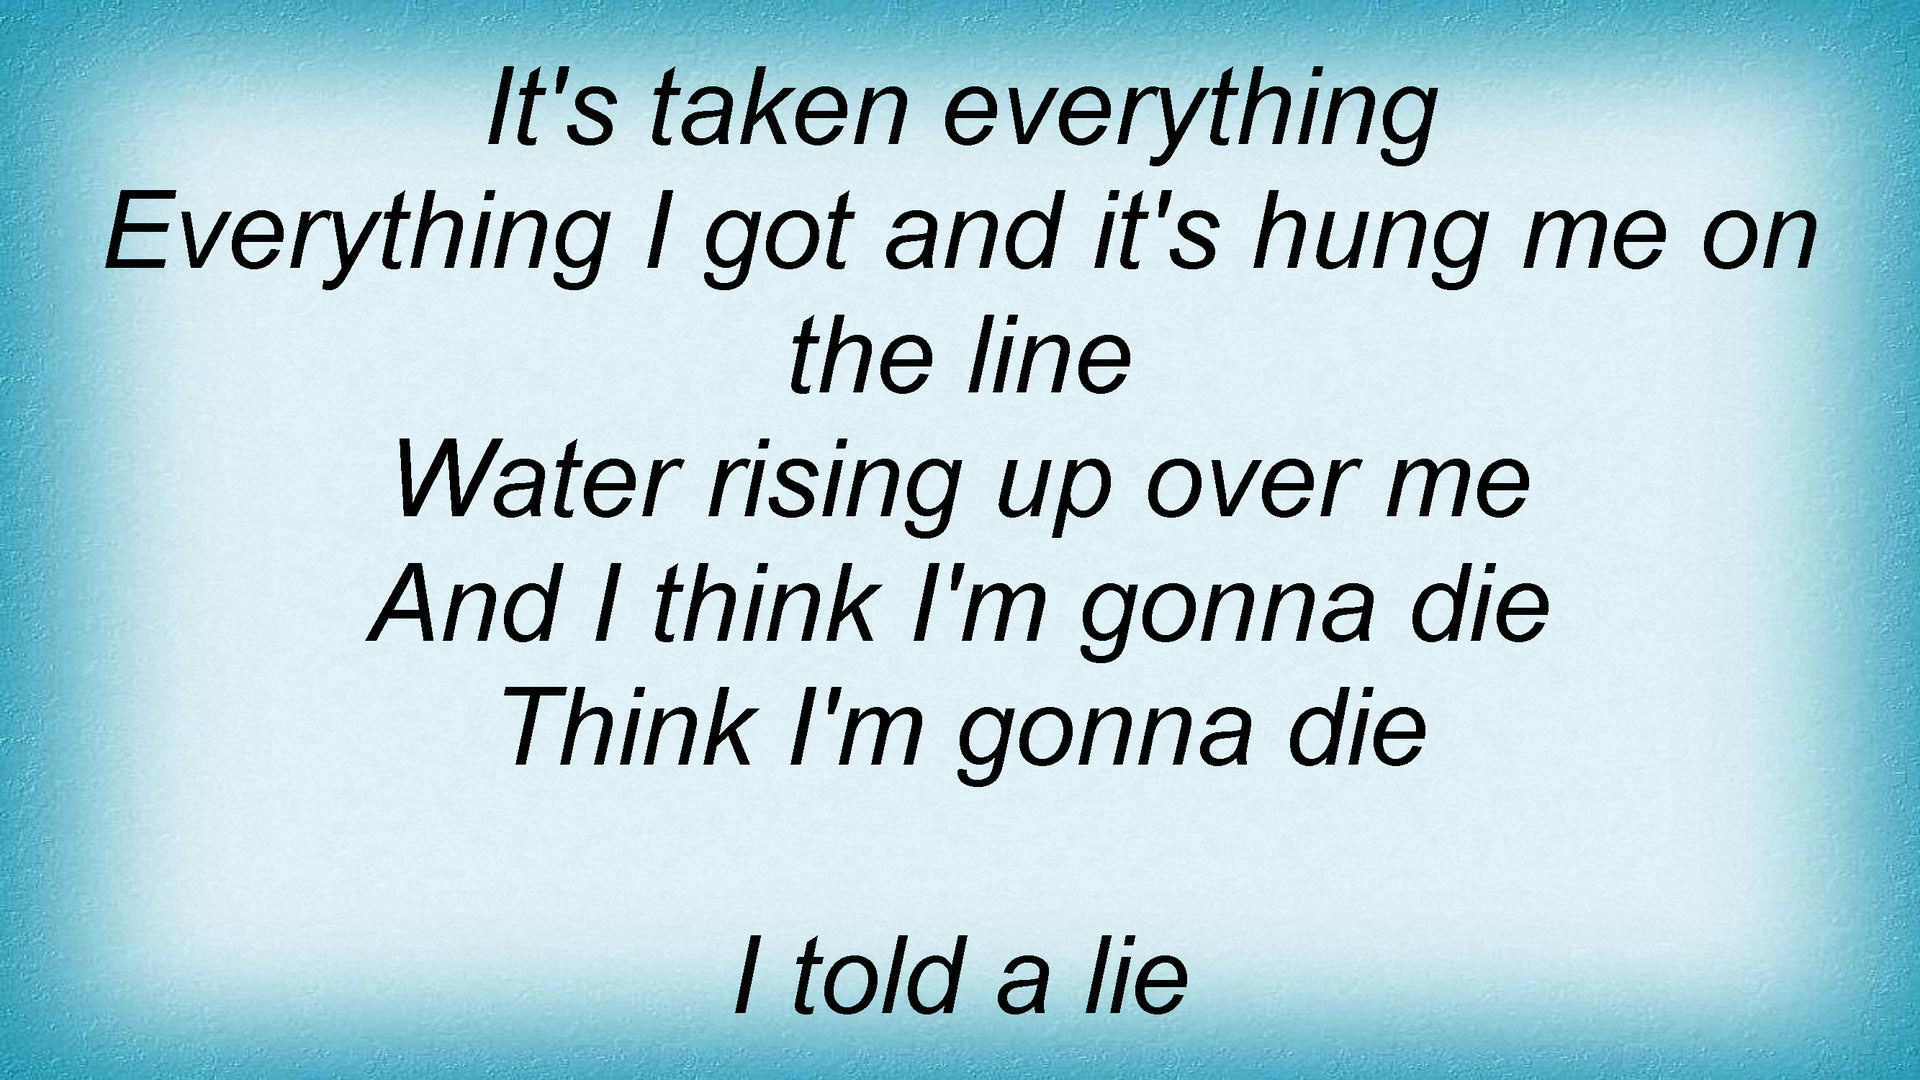 It's taken everything
Everything I got and it's hung me on
the line
Water rising up over me
And I think I'm gonna die
Think I'm gonna die
I told a lie